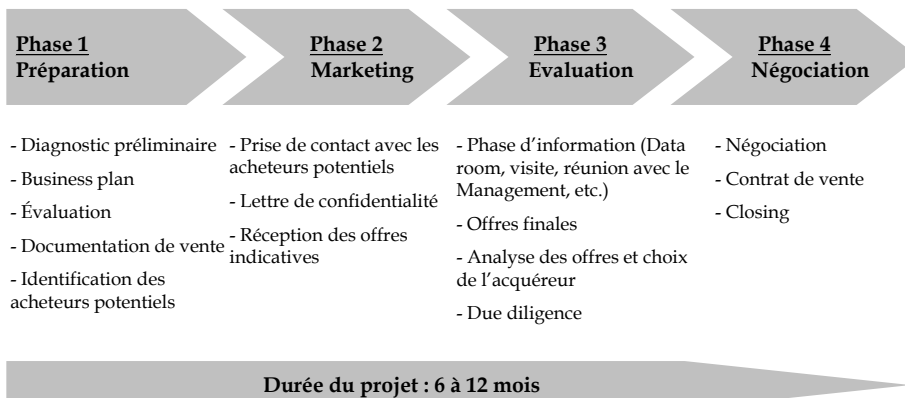 Phase 1
Préparation
Phase 2
Marketing
Phase 3
Evaluation
Phase 4
Négociation
- Diagnostic préliminaire
- Business plan
- Évaluation
- Documentation de vente
- Identification des
acheteurs potentiels
- Prise de contact avec les
acheteurs potentiels
- Lettre de confidentialité
- Réception des offres
indicatives
- Phase d’information (Data
room, visite, réunion avec le
Management, etc.)
- Offres finales
- Analyse des offres et choix
de l’acquéreur
- Due diligence
- Négociation
- Contrat de vente
- Closing
Durée du projet : 6 à 12 mois